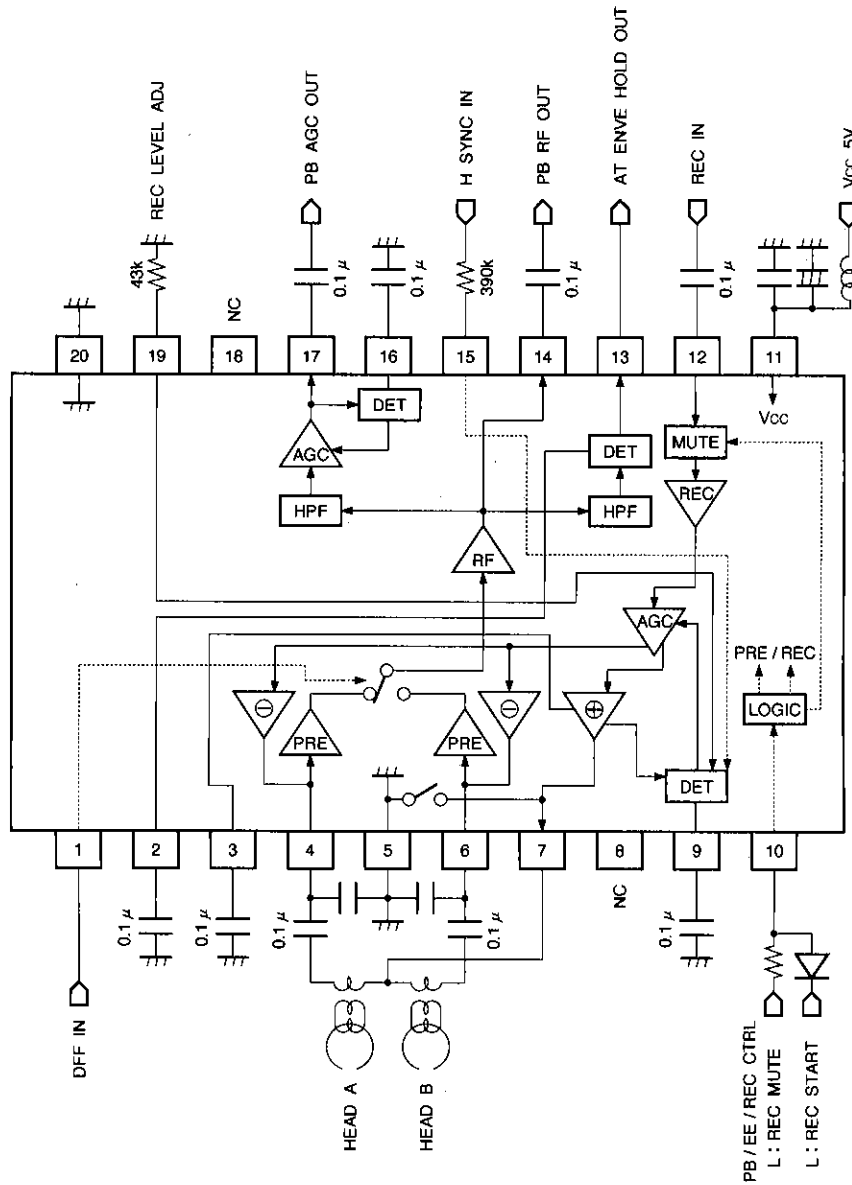 DFF IN
0.1 μ
0.1 μ
0.1 μ
0.1 μ
HEAD A
HEAD B
NC
0.1 μ
PB / EE / REC CTRL
L : REC MUTE
L : REC START
1
2
3
4
5
6
7
8
9
10
PRE
PRE
RF
HPF
AGC
DET
HPF
DET
MUTE
REC
AGC
PRE / REC
LOGIC
DET
VCC
20
19
18
17
16
15
14
13
12
11
43k
REC LEVEL ADJ
NC
0.1 μ
PB AGC OUT
0.1 μ
390k
H SYNC IN
0.1 μ
PB RF OUT
AT ENVE HOLD OUT
0.1 μ
REC IN
VCC 5V